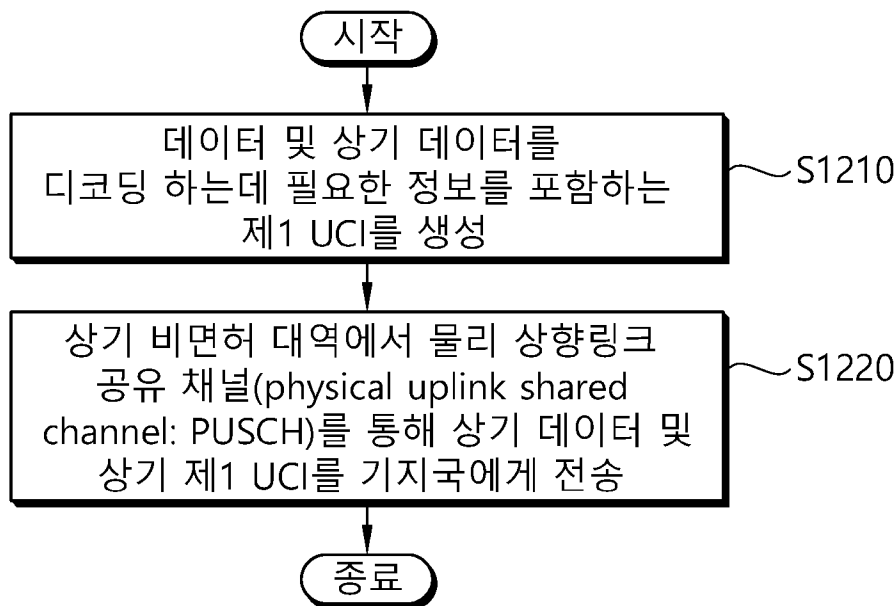 시작
데이터 및 상기 데이터를
디코딩 하는데 필요한 정보를 포함하는
제1 UCI를 생성
S1210
상기 비면허 대역에서 물리 상향링크
공유 채널(physical uplink shared
channel: PUSCH)를 통해 상기 데이터 및
상기 제1 UCI를 기지국에게 전송
S1220
종료